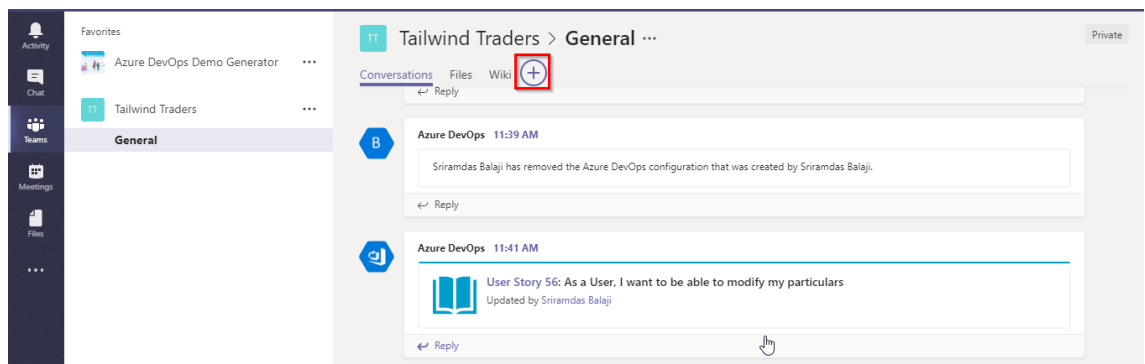 Activity
Chat
Teams
Meetings
Files
Favorites
Azure DevOps Demo Generator
TT Tailwind Traders
General
TT Tailwind Traders > General
Private
Conversations Files Wiki
Reply
B
Azure DevOps 11:39 AM
Sriramdas Balaji has removed the Azure DevOps configuration that was created by Sriramdas Balaji.
Reply
Azure DevOps 11:41 AM
User Story 56: As a User, I want to be able to modify my particulars
Updated by Sriramdas Balaji
Reply